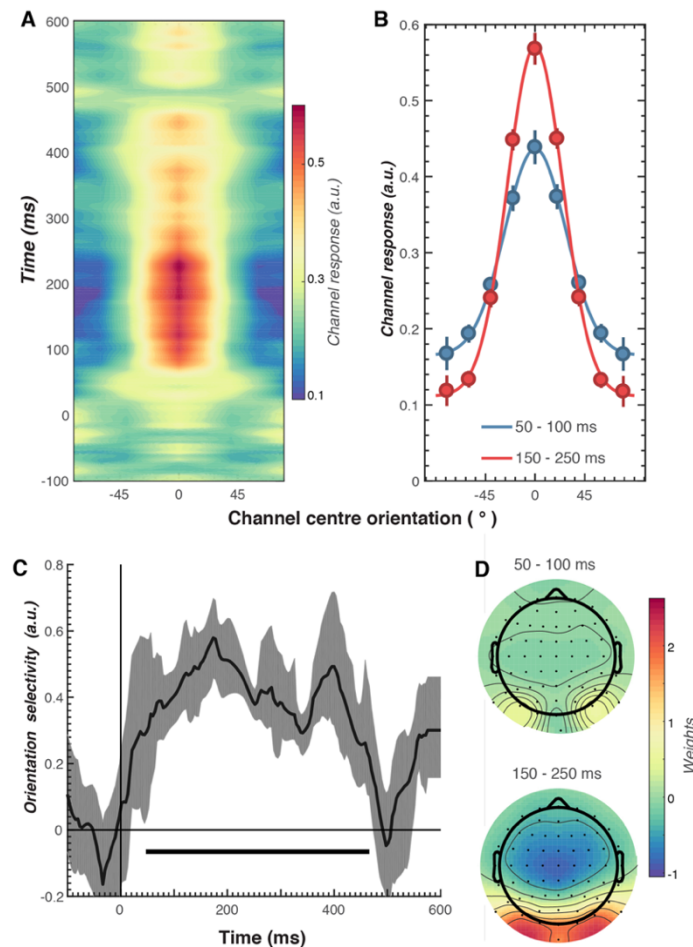 A
Time (ms)
600
500
400
300
200
100
0
-100
-45
0
45
0.5
0.3
0.1
Channel response (a.u.)
B
Channel response (a.u.)
0.6
0.5
0.4
0.3
0.2
0.1
0
-45
0
45
50 - 100 ms
150 - 250 ms
Channel centre orientation ( ° )
C
Orientation selectivity (a.u.)
0.8
0.6
0.4
0.2
0
-0.2
0
200
400
600
Time (ms)
D
50 - 100 ms
150 - 250 ms
2
1
0
-1
Weights